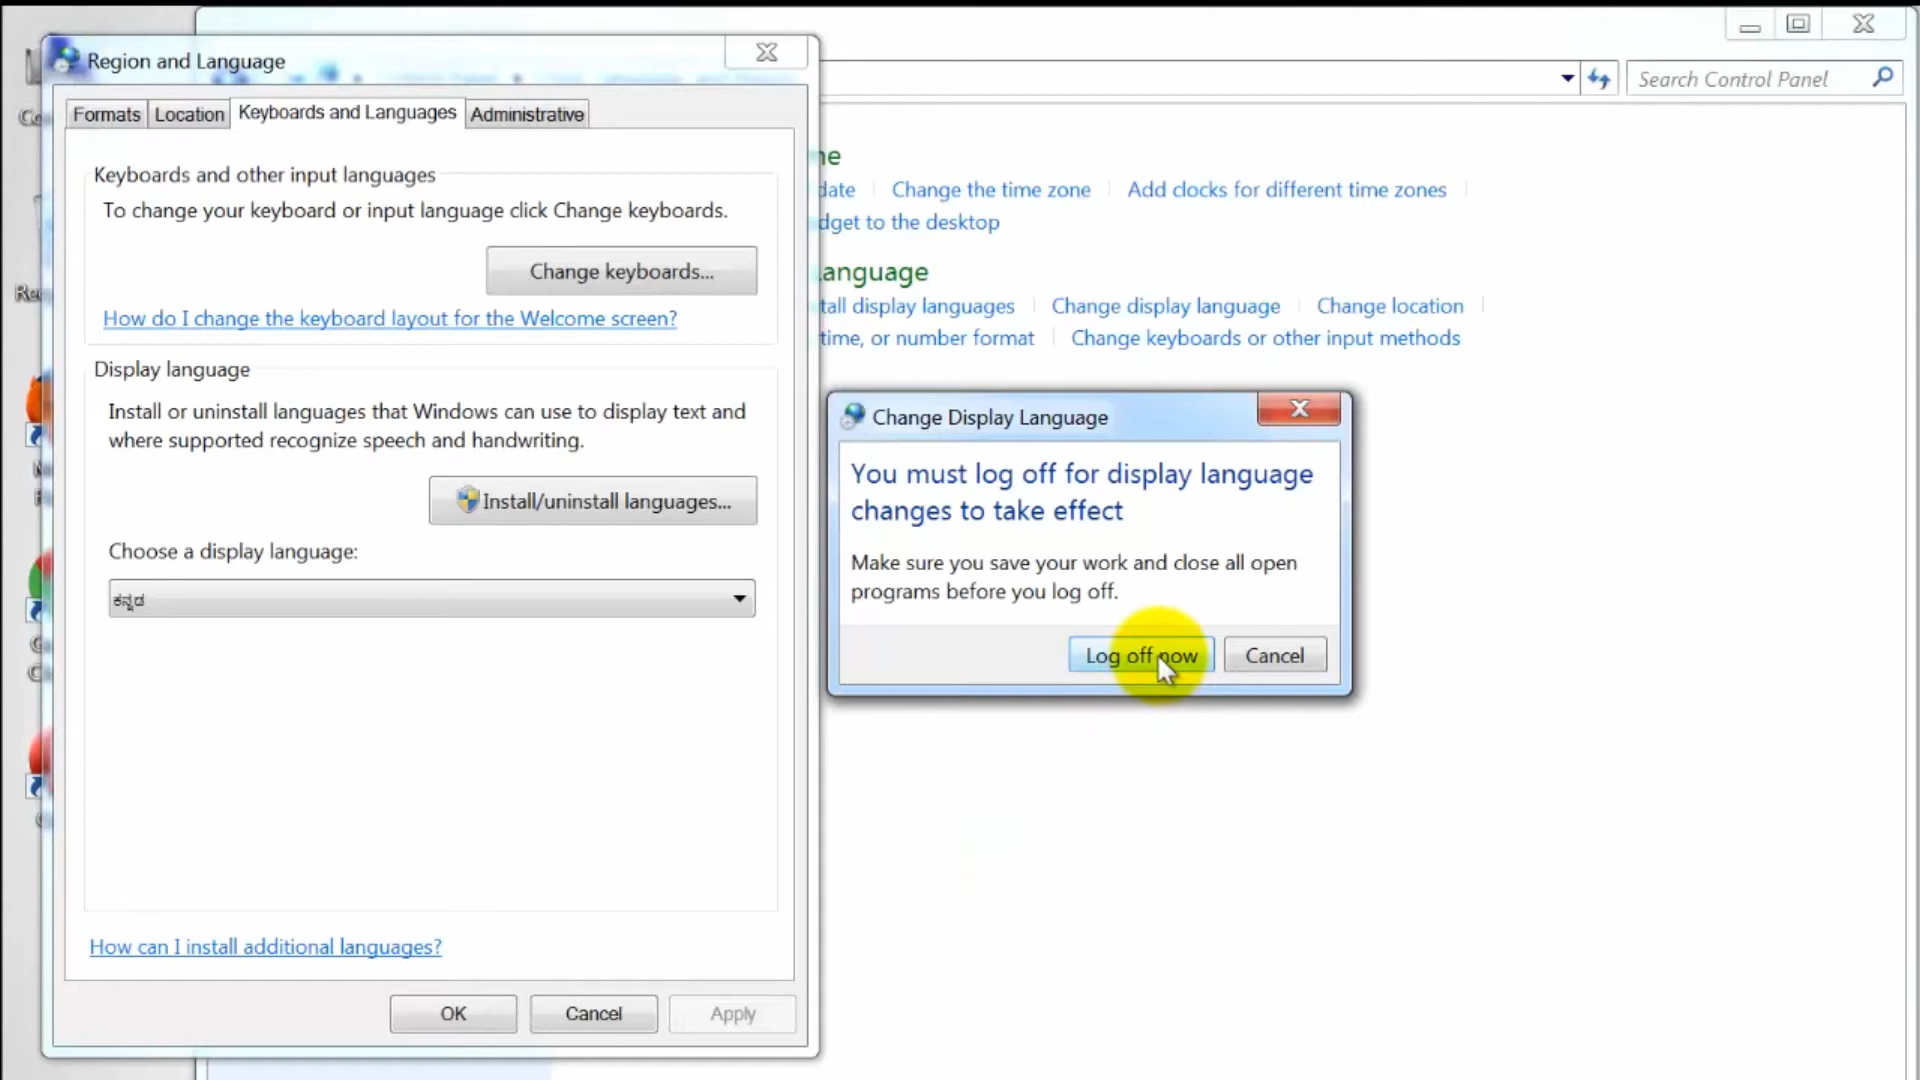 Region and Language
Formats
Location
Keyboards and Languages
Administrative
Keyboards and other input languages
To change your keyboard or input language click Change keyboards.
Change keyboards...
How do I change the keyboard layout for the Welcome screen?
Display language
Install or uninstall languages that Windows can use to display text and
where supported recognize speech and handwriting.
Install/uninstall languages...
Choose a display language:
ಕನ್ನಡ
How can I install additional languages?
OK
Cancel
Apply
Search Control Panel
Change the time zone
Add clocks for different time zones
to the desktop
Language
display languages
Change display language
Change location
time, or number format
Change keyboards or other input methods
Change Display Language
You must log off for display language
changes to take effect
Make sure you save your work and close all open
programs before you log off.
Log off now
Cancel